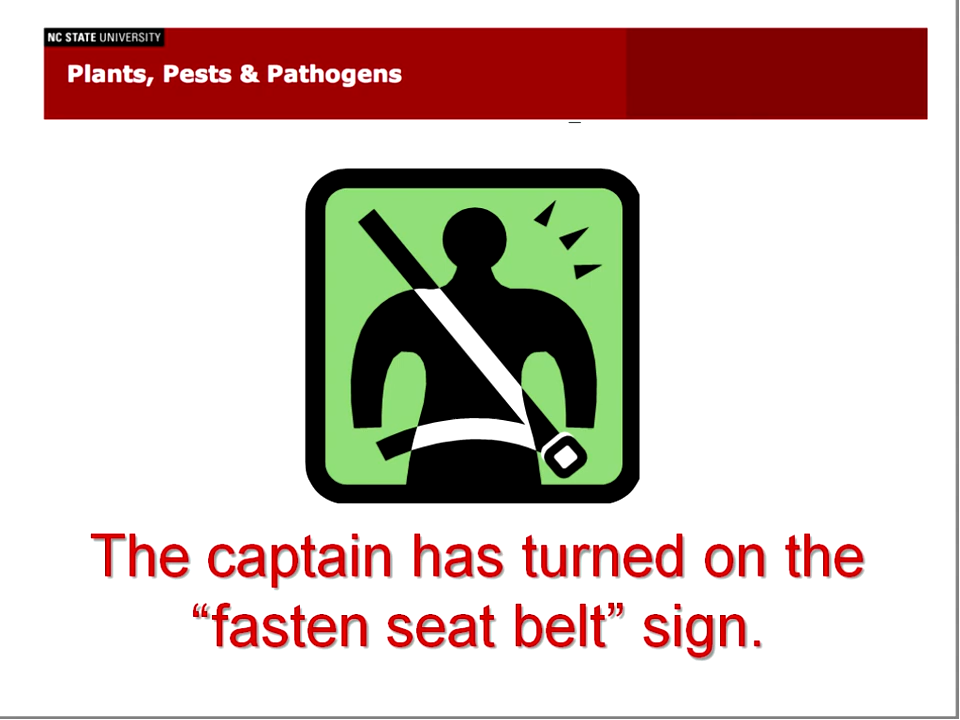 NC STATE UNIVERSITY
Plants, Pests & Pathogens
The captain has turned on the
“fasten seat belt” sign.